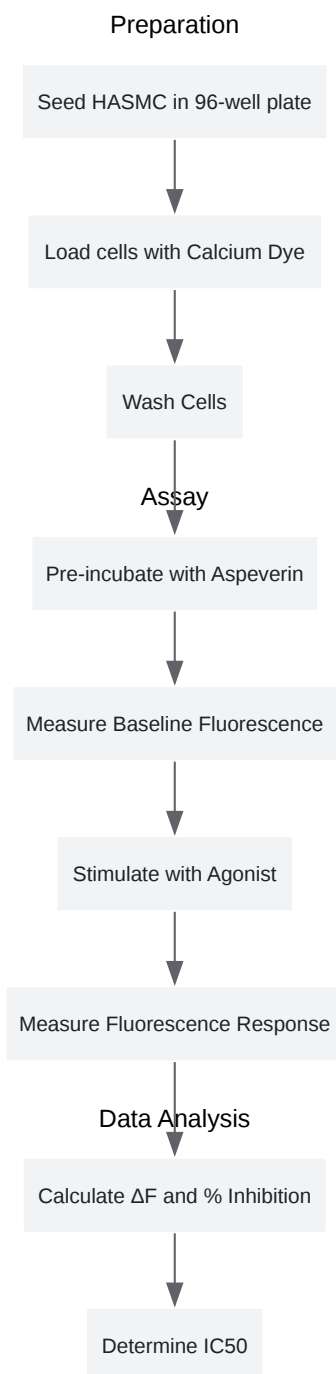 Preparation
Seed HASMC in 96-well plate
Load cells with Calcium Dye
Wash Cells
Assay
Pre-incubate with Aspeverin
Measure Baseline Fluorescence
Stimulate with Agonist
Measure Fluorescence Response
Data Analysis
Calculate ΔF and % Inhibition
Determine IC50